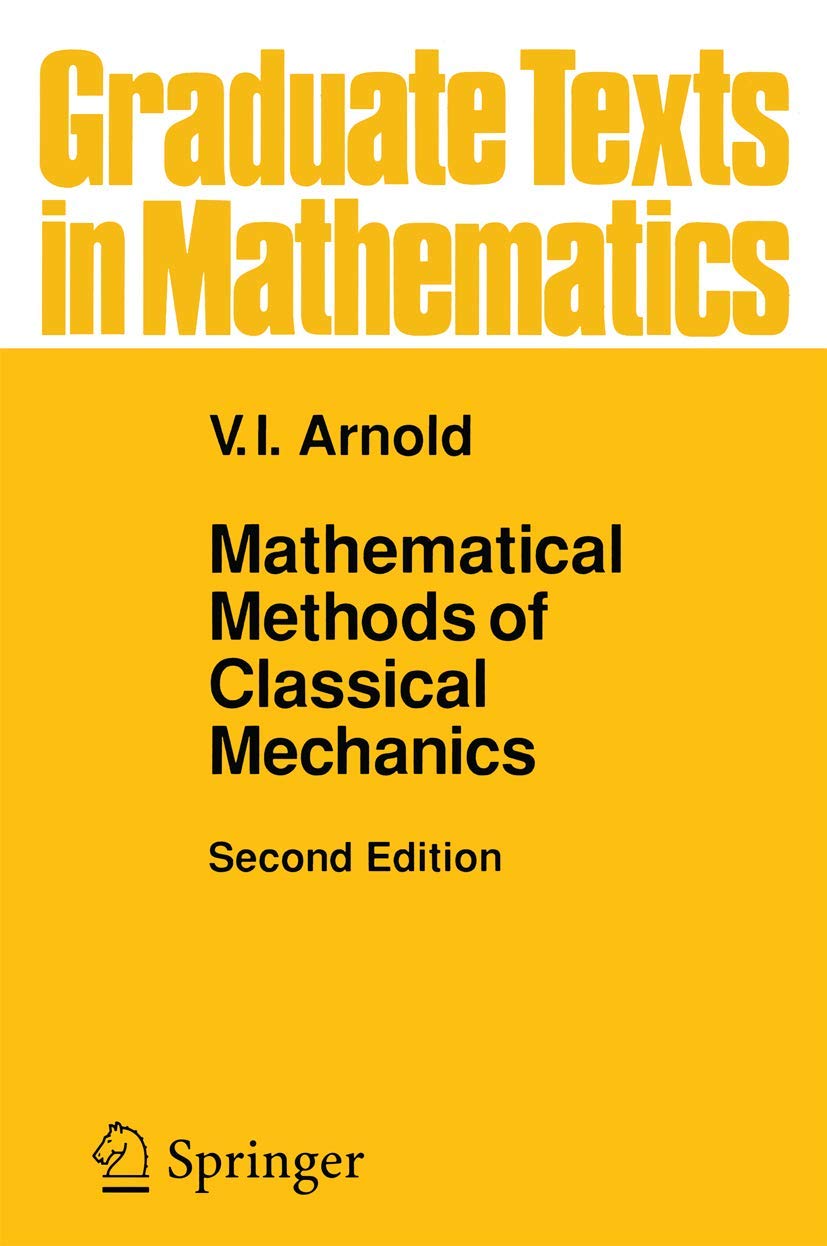 Graduate Texts
in Mathematics
V.I. Arnold
Mathematical
Methods of
Classical
Mechanics
Second Edition
Springer